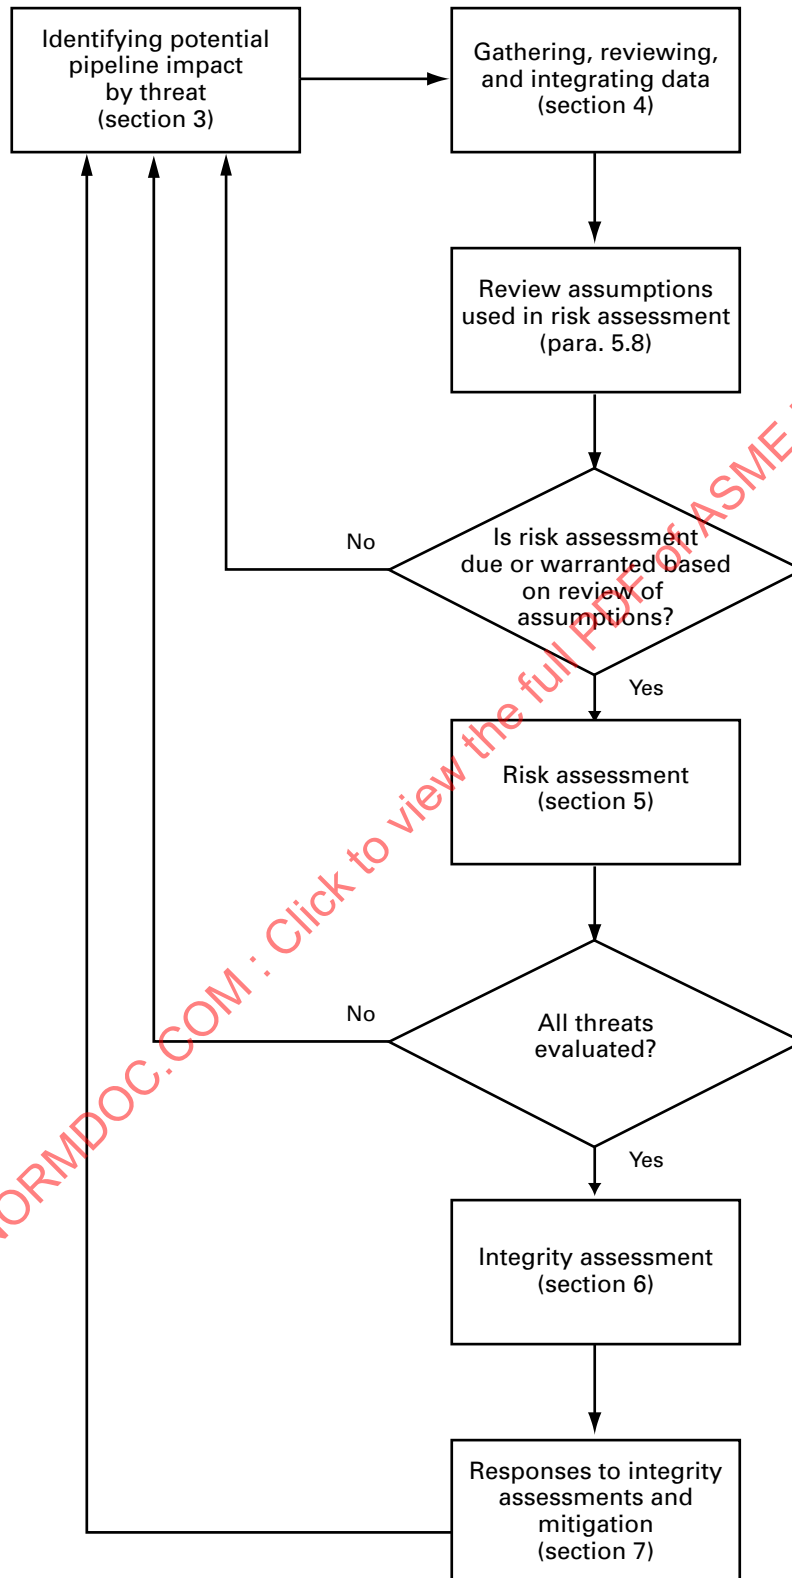 Identifying potential
pipeline impact
by threat
(section 3)
Gathering, reviewing,
and integrating data
(section 4)
Review assumptions
used in risk assessment
(para. 5.8)
Is risk assessment
due or warranted based
on review of
assumptions?
No
Yes
Risk assessment
(section 5)
All threats
evaluated?
No
Yes
Integrity assessment
(section 6)
Responses to integrity
assessments and
mitigation
(section 7)
NORMDOC.COM : Click to view the full PDF of ASME